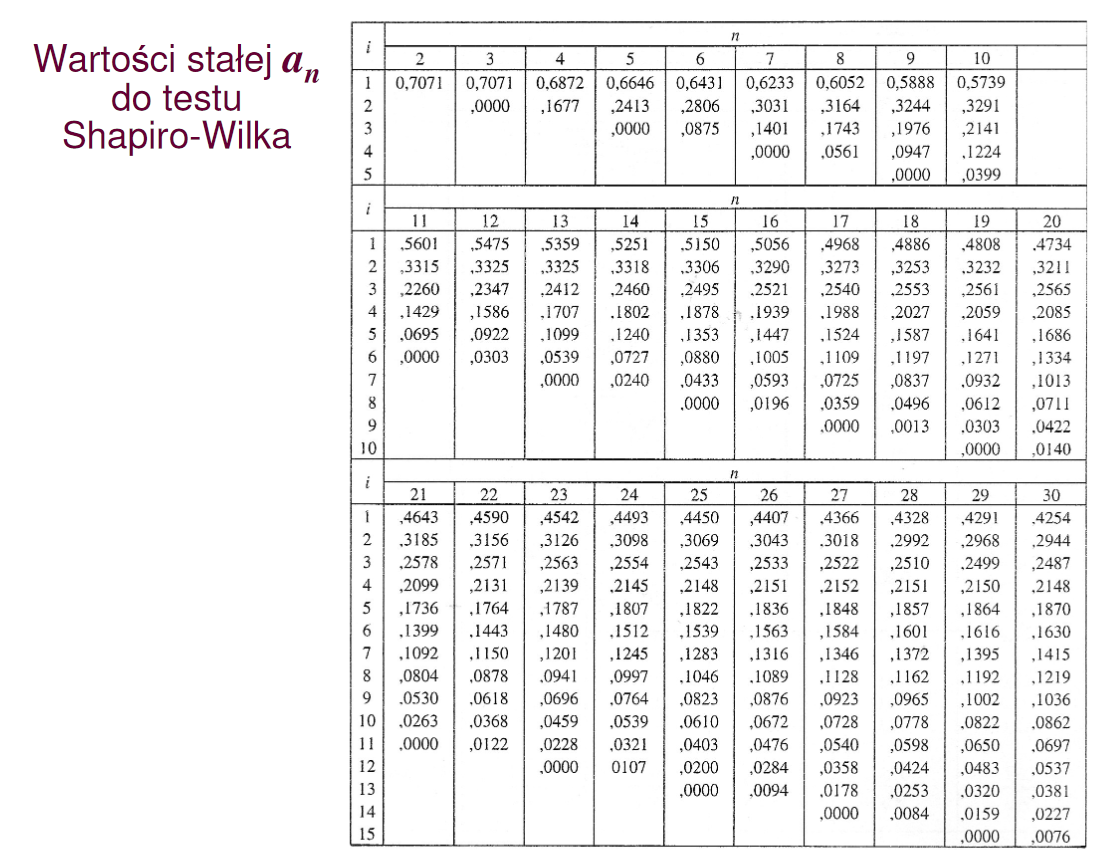 Wartości stałej an
do testu
Shapiro-Wilka
i n
2 3 4 5 6 7 8 9 10
1 0,7071 0,7071 0,6872 0,6646 0,6431 0,6233 0,6052 0,5888 0,5739
2 ,0000 ,1677 ,2413 ,2806 ,3031 ,3164 ,3244 ,3291
3 ,0000 ,0875 ,1401 ,1743 ,1976 ,2141
4 ,0000 ,0561 ,0947 ,1224
5 ,0000 ,0399
i n
11 12 13 14 15 16 17 18 19 20
1 ,5601 ,5475 ,5359 ,5251 ,5150 ,5056 ,4968 ,4886 ,4808 ,4734
2 ,3315 ,3325 ,3325 ,3318 ,3306 ,3290 ,3273 ,3253 ,3232 ,3211
3 ,2260 ,2347 ,2412 ,2460 ,2495 ,2521 ,2540 ,2553 ,2561 ,2565
4 ,1429 ,1586 ,1707 ,1802 ,1878 ,1939 ,1988 ,2027 ,2059 ,2085
5 ,0695 ,0922 ,1099 ,1240 ,1353 ,1447 ,1524 ,1587 ,1641 ,1686
6 ,0000 ,0303 ,0539 ,0727 ,0880 ,1005 ,1109 ,1197 ,1271 ,1334
7 ,0000 ,0240 ,0433 ,0593 ,0725 ,0837 ,0932 ,1013
8 ,0000 ,0196 ,0359 ,0496 ,0612 ,0711
9 ,0000 ,0013 ,0303 ,0422
10 ,0000 ,0140
i n
21 22 23 24 25 26 27 28 29 30
1 ,4643 ,4590 ,4542 ,4493 ,4450 ,4407 ,4366 ,4328 ,4291 ,4254
2 ,3185 ,3156 ,3126 ,3098 ,3069 ,3043 ,3018 ,2992 ,2968 ,2944
3 ,2578 ,2571 ,2563 ,2554 ,2543 ,2533 ,2522 ,2510 ,2499 ,2487
4 ,2099 ,2131 ,2139 ,2145 ,2148 ,2151 ,2152 ,2151 ,2150 ,2148
5 ,1736 ,1764 ,1787 ,1807 ,1822 ,1836 ,1848 ,1857 ,1864 ,1870
6 ,1399 ,1443 ,1480 ,1512 ,1539 ,1563 ,1584 ,1601 ,1616 ,1630
7 ,1092 ,1150 ,1201 ,1245 ,1283 ,1316 ,1346 ,1372 ,1395 ,1415
8 ,0804 ,0878 ,0941 ,0997 ,1046 ,1089 ,1128 ,1162 ,1192 ,1219
9 ,0530 ,0618 ,0696 ,0764 ,0823 ,0876 ,0923 ,0965 ,1002 ,1036
10 ,0263 ,0368 ,0459 ,0539 ,0610 ,0672 ,0728 ,0778 ,0822 ,0862
11 ,0000 ,0122 ,0228 ,0321 ,0403 ,0476 ,0540 ,0598 ,0650 ,0697
12 ,0000 0107 ,0200 ,0284 ,0358 ,0424 ,0483 ,0537
13 ,0000 ,0094 ,0178 ,0253 ,0320 ,0381
14 ,0000 ,0084 ,0159 ,0227
15 ,0000 ,0076